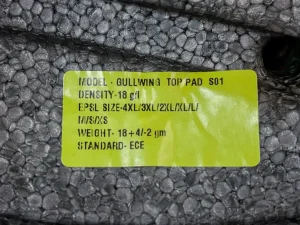 MODEL- GULLWING TOP PAD S01
DENSITY-18 g/l
EPSL SIZE-4XL/3XL/2XL/XL/L/
M/S/XS
WEIGHT- 18+4/-2 gm
STANDARD- ECE